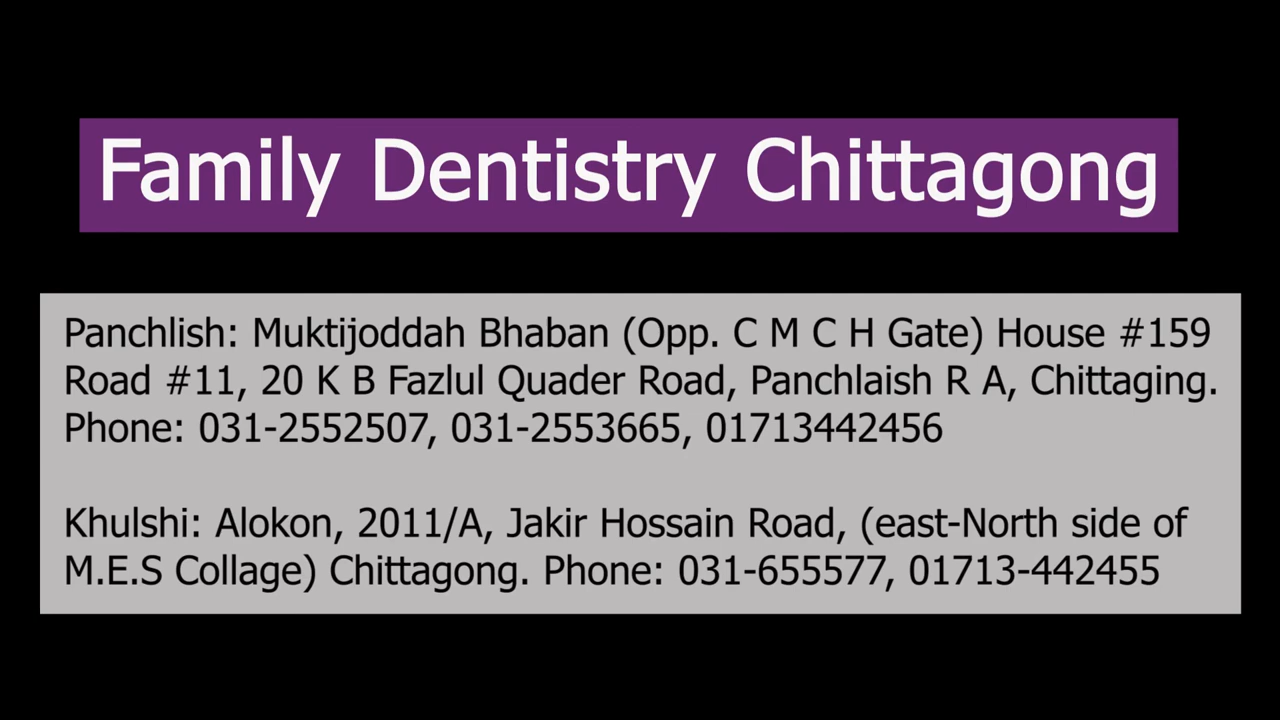 Family Dentistry Chittagong
Panchlish: Muktijoddah Bhaban (Opp. C M C H Gate) House #159
Road #11, 20 K B Fazlul Quader Road, Panchlaish R A, Chittaging.
Phone: 031-2552507, 031-2553665, 01713442456
Khulshi: Alokon, 2011/A, Jakir Hossain Road, (east-North side of
M.E.S Collage) Chittagong. Phone: 031-655577, 01713-442455